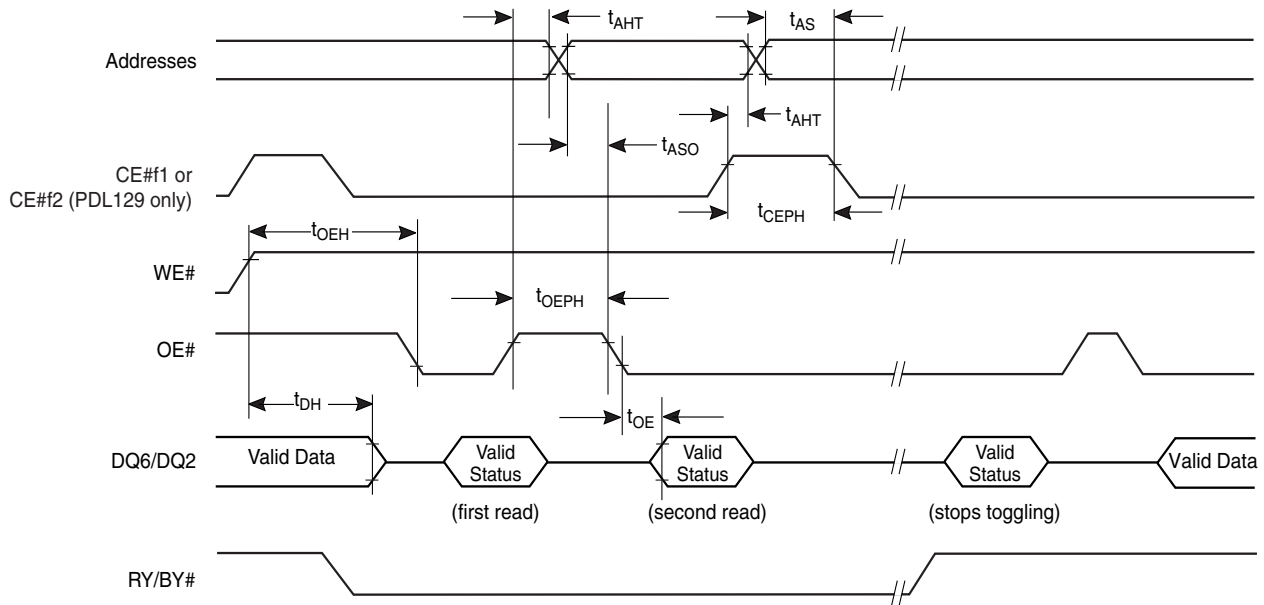 tAHT
tAS
Addresses
tAHT
tASO
CE#f1 or
CE#f2 (PDL129 only)
tCEPH
tOEH
WE#
tOEPH
OE#
tDH
tOE
DQ6/DQ2
Valid Data
Valid
Status
Valid
Status
Valid
Status
Valid Data
(first read)
(second read)
(stops toggling)
RY/BY#